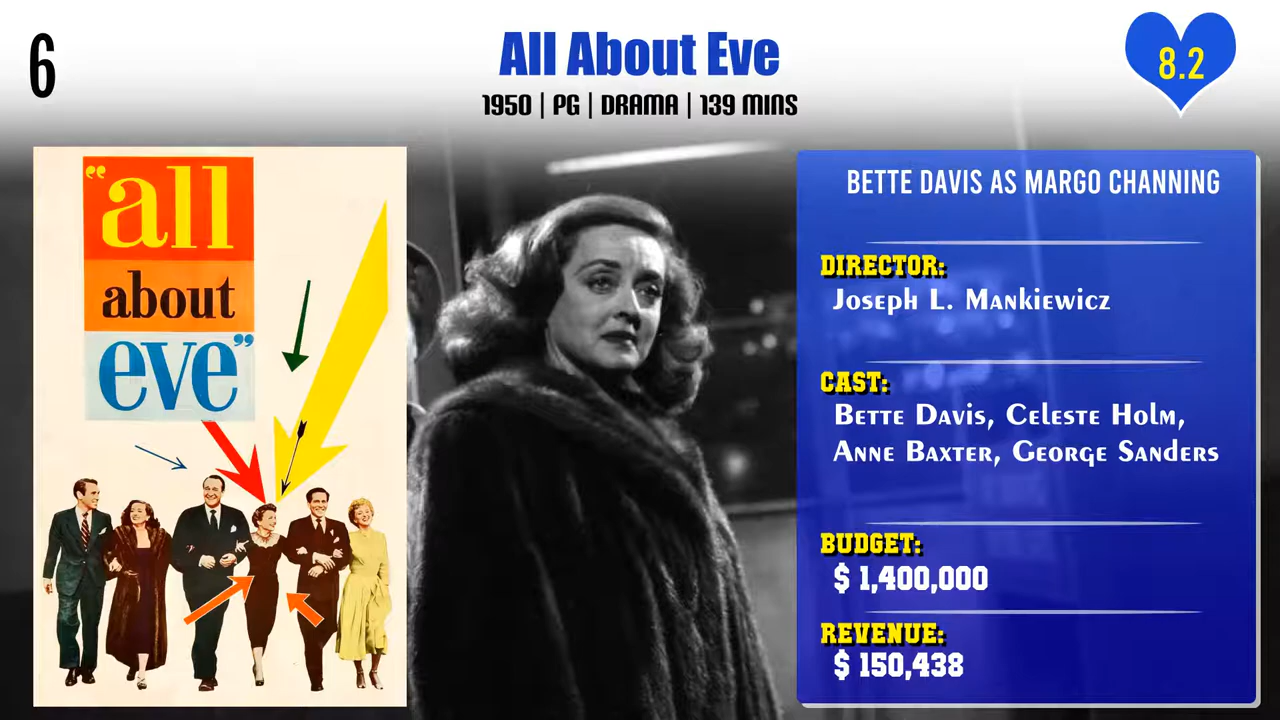 6
All About Eve
1950 | PG | DRAMA | 139 MINS
8.2
"all
about
eve"
BETTE DAVIS AS MARGO CHANNING
DIRECTOR:
Joseph L. Mankiewicz
CAST:
Bette Davis, Celeste Holm,
Anne Baxter, George Sanders
BUDGET:
$ 1,400,000
REVENUE:
$ 150,438